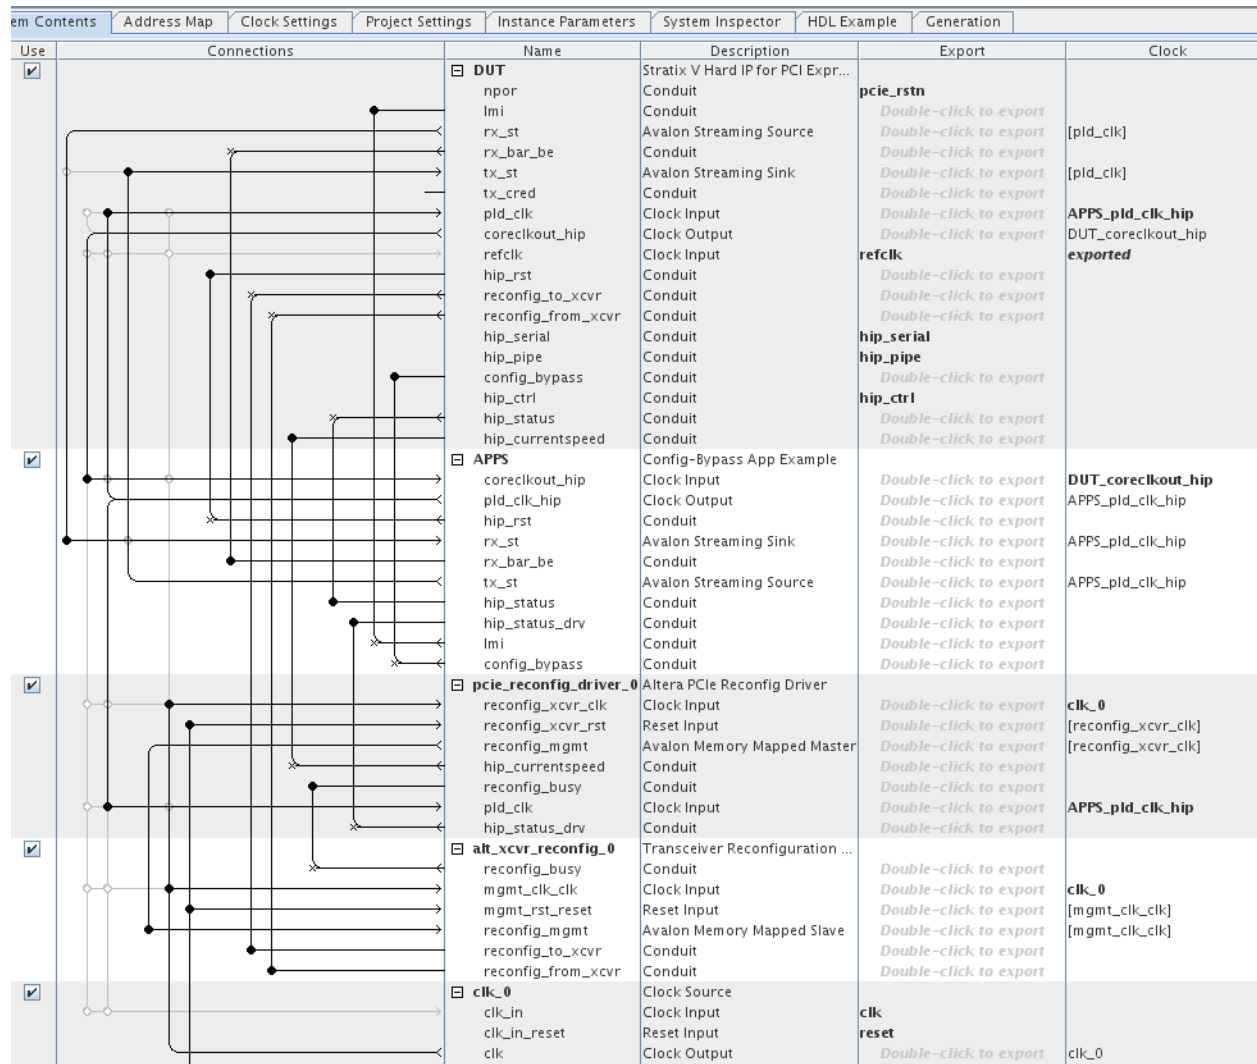 em Contents Address Map Clock Settings Project Settings Instance Parameters System Inspector HDL Example Generation
Use Connections Name Description Export Clock
DUT Stratix V Hard IP for PCI Expr...
npor Conduit pcie_rstn
lmi Conduit Double-click to export
rx_st Avalon Streaming Source Double-click to export [pld_clk]
rx_bar_be Conduit Double-click to export
tx_st Avalon Streaming Sink Double-click to export [pld_clk]
tx_cred Conduit Double-click to export
pld_clk Clock Input Double-click to export APPS_pld_clk_hip
coreclkout_hip Clock Output Double-click to export DUT_coreclkout_hip
refclk Clock Input refclk exported
hip_rst Conduit Double-click to export
reconfig_to_xcvr Conduit Double-click to export
reconfig_from_xcvr Conduit Double-click to export
hip_serial Conduit hip_serial
hip_pipe Conduit hip_pipe
config_bypass Conduit Double-click to export
hip_ctrl Conduit hip_ctrl
hip_status Conduit Double-click to export
hip_currentspeed Conduit Double-click to export
APPS Config-Bypass App Example
coreclkout_hip Clock Input Double-click to export DUT_coreclkout_hip
pld_clk_hip Clock Output Double-click to export APPS_pld_clk_hip
hip_rst Conduit Double-click to export
rx_st Avalon Streaming Sink Double-click to export APPS_pld_clk_hip
rx_bar_be Conduit Double-click to export
tx_st Avalon Streaming Source Double-click to export APPS_pld_clk_hip
hip_status Conduit Double-click to export
hip_status_drv Conduit Double-click to export
lmi Conduit Double-click to export
config_bypass Conduit Double-click to export
pcie_reconfig_driver_0 Altera PCIe Reconfig Driver
reconfig_xcvr_clk Clock Input Double-click to export clk_0
reconfig_xcvr_rst Reset Input Double-click to export [reconfig_xcvr_clk]
reconfig_mgmt Avalon Memory Mapped Master Double-click to export [reconfig_xcvr_clk]
hip_currentspeed Conduit Double-click to export
reconfig_busy Conduit Double-click to export
pld_clk Clock Input Double-click to export APPS_pld_clk_hip
hip_status_drv Conduit Double-click to export
alt_xcvr_reconfig_0 Transceiver Reconfiguration ...
reconfig_busy Conduit Double-click to export
mgmt_clk_clk Clock Input Double-click to export clk_0
mgmt_rst_reset Reset Input Double-click to export [mgmt_clk_clk]
reconfig_mgmt Avalon Memory Mapped Slave Double-click to export [mgmt_clk_clk]
reconfig_to_xcvr Conduit Double-click to export
reconfig_from_xcvr Conduit Double-click to export
clk_0 Clock Source
clk_in Clock Input clk
clk_in_reset Reset Input reset
clk Clock Output Double-click to export clk_0